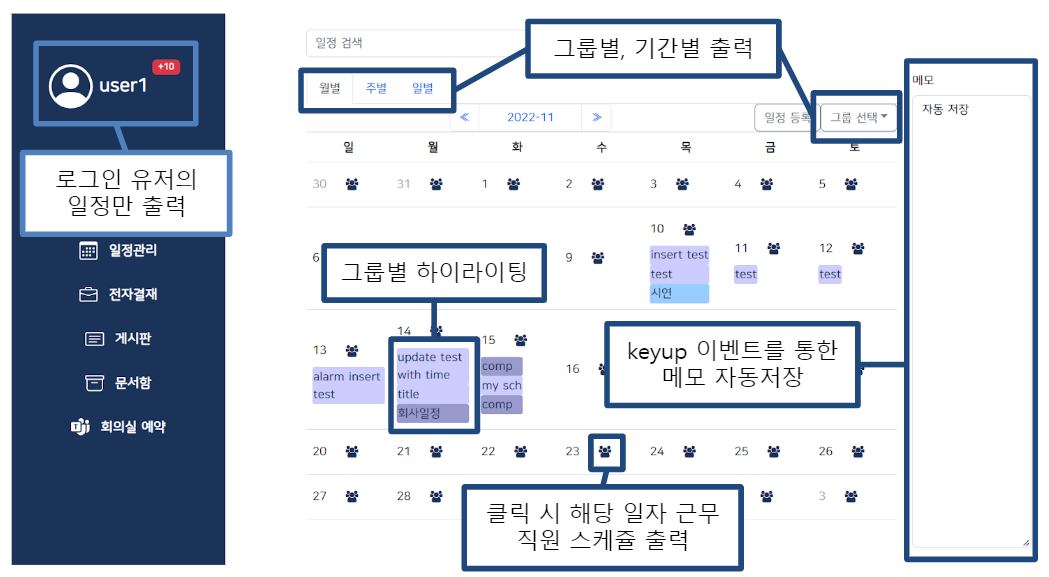 user1
+10
로그인 유저의
일정만 출력
일정관리
전자결재
게시판
문서함
회의실 예약
일정 검색
그룹별, 기간별 출력
월별 주별 일별
≪ 2022-11 ≫
일정 등록 그룹 선택
일 월 화 수 목 금 토
30 31 1 2 3 4 5
6
그룹별 하이라이팅
9
10
insert test
test
시연
11
test
12
test
13
alarm insert
test
14
update test
with time
title
회사일정
15
comp
my sch
comp
16
keyup 이벤트를 통한
메모 자동저장
20 21 22 23 24 25 26
27 28 3
클릭 시 해당 일자 근무
직원 스케쥴 출력
메모
자동 저장